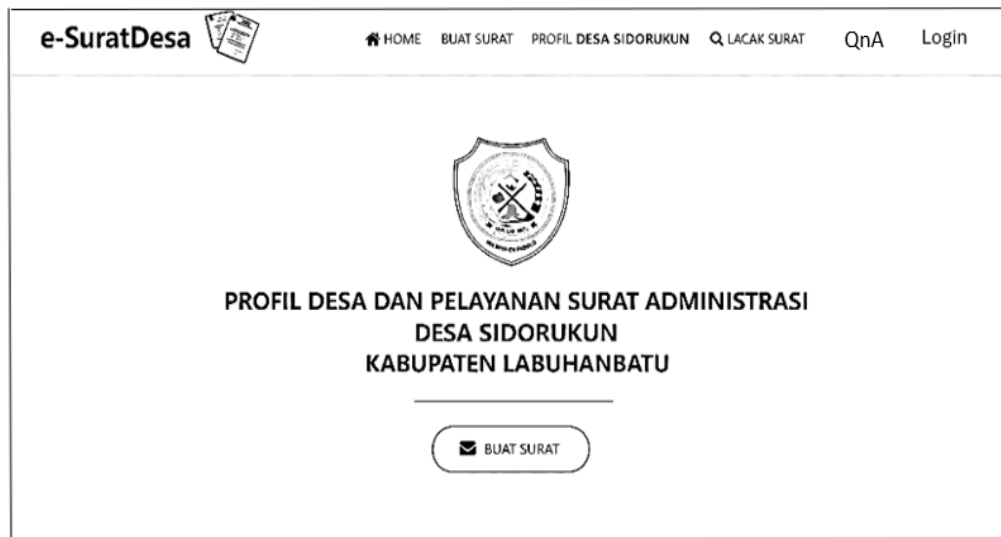 e-SuratDesa
HOME BUAT SURAT PROFIL DESA SIDORUKUN LACAK SURAT QnA Login
PROFIL DESA DAN PELAYANAN SURAT ADMINISTRASI
DESA SIDORUKUN
KABUPATEN LABUHANBATU
BUAT SURAT